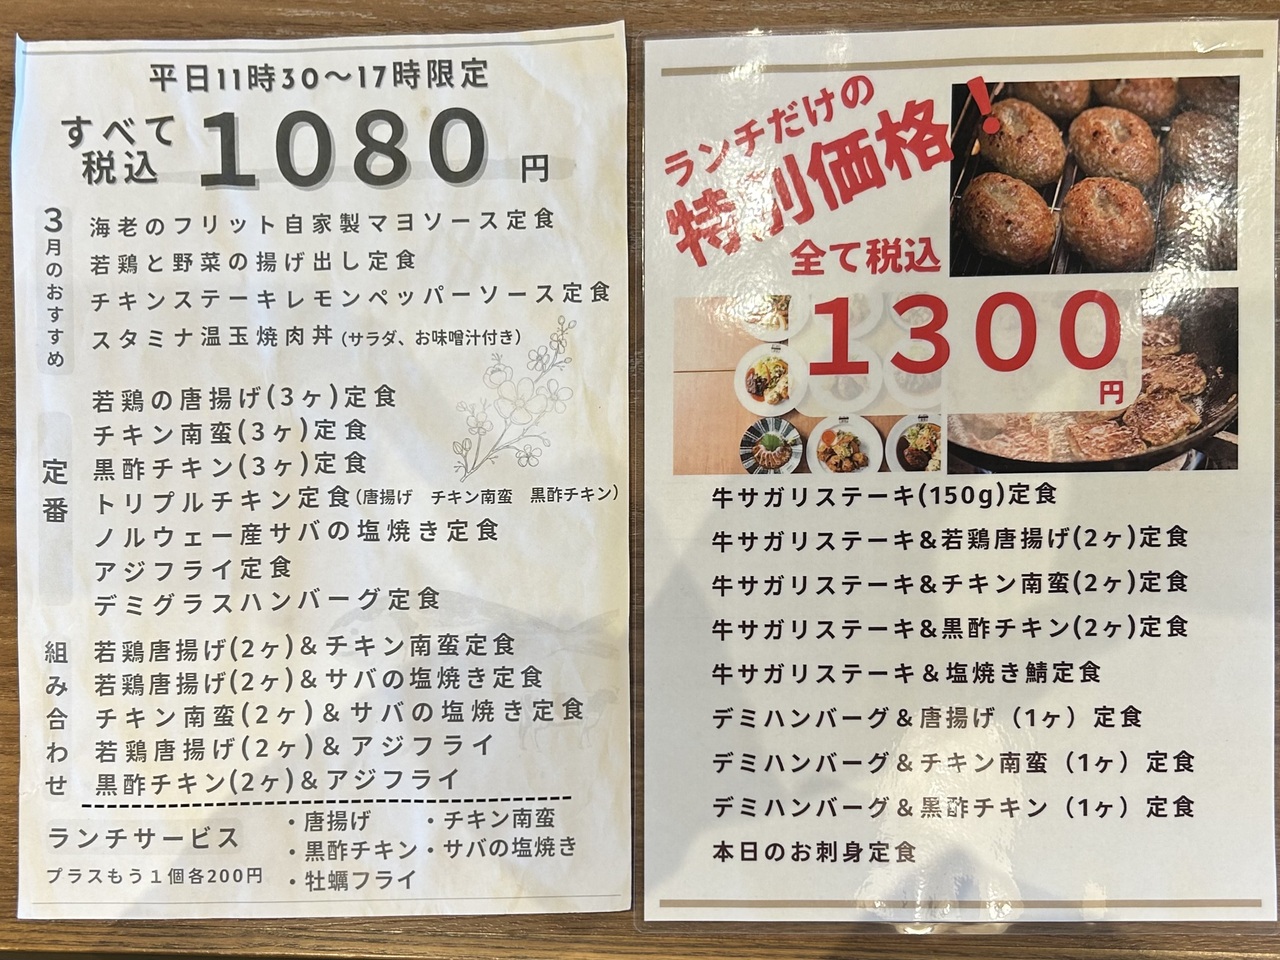 平日11時30〜17時限定
すべて税込 1080円
3月のおすすめ
海老のフリット自家製マヨソース定食
若鶏と野菜の揚げ出し定食
チキンステーキレモンペッパーソース定食
スタミナ温玉焼肉丼(サラダ、お味噌汁付き)
定番
若鶏の唐揚げ(3ヶ)定食
チキン南蛮(3ヶ)定食
黒酢チキン(3ヶ)定食
トリプルチキン定食(唐揚げ チキン南蛮 黒酢チキン)
ノルウェー産サバの塩焼き定食
アジフライ定食
デミグラスハンバーグ定食
組み合わせ
若鶏唐揚げ(2ヶ)&チキン南蛮定食
若鶏唐揚げ(2ヶ)&サバの塩焼き定食
チキン南蛮(2ヶ)&サバの塩焼き定食
若鶏唐揚げ(2ヶ)&アジフライ
黒酢チキン(2ヶ)&アジフライ
ランチサービス
プラスもう1個各200円
・唐揚げ ・チキン南蛮
・黒酢チキン・サバの塩焼き
・牡蠣フライ
ランチだけの
特別価格!
全て税込
1300円
牛サガリステーキ(150g)定食
牛サガリステーキ&若鶏唐揚げ(2ヶ)定食
牛サガリステーキ&チキン南蛮(2ヶ)定食
牛サガリステーキ&黒酢チキン(2ヶ)定食
牛サガリステーキ&塩焼き鯖定食
デミハンバーグ&唐揚げ（1ヶ）定食
デミハンバーグ&チキン南蛮（1ヶ）定食
デミハンバーグ&黒酢チキン（1ヶ）定食
本日のお刺身定食